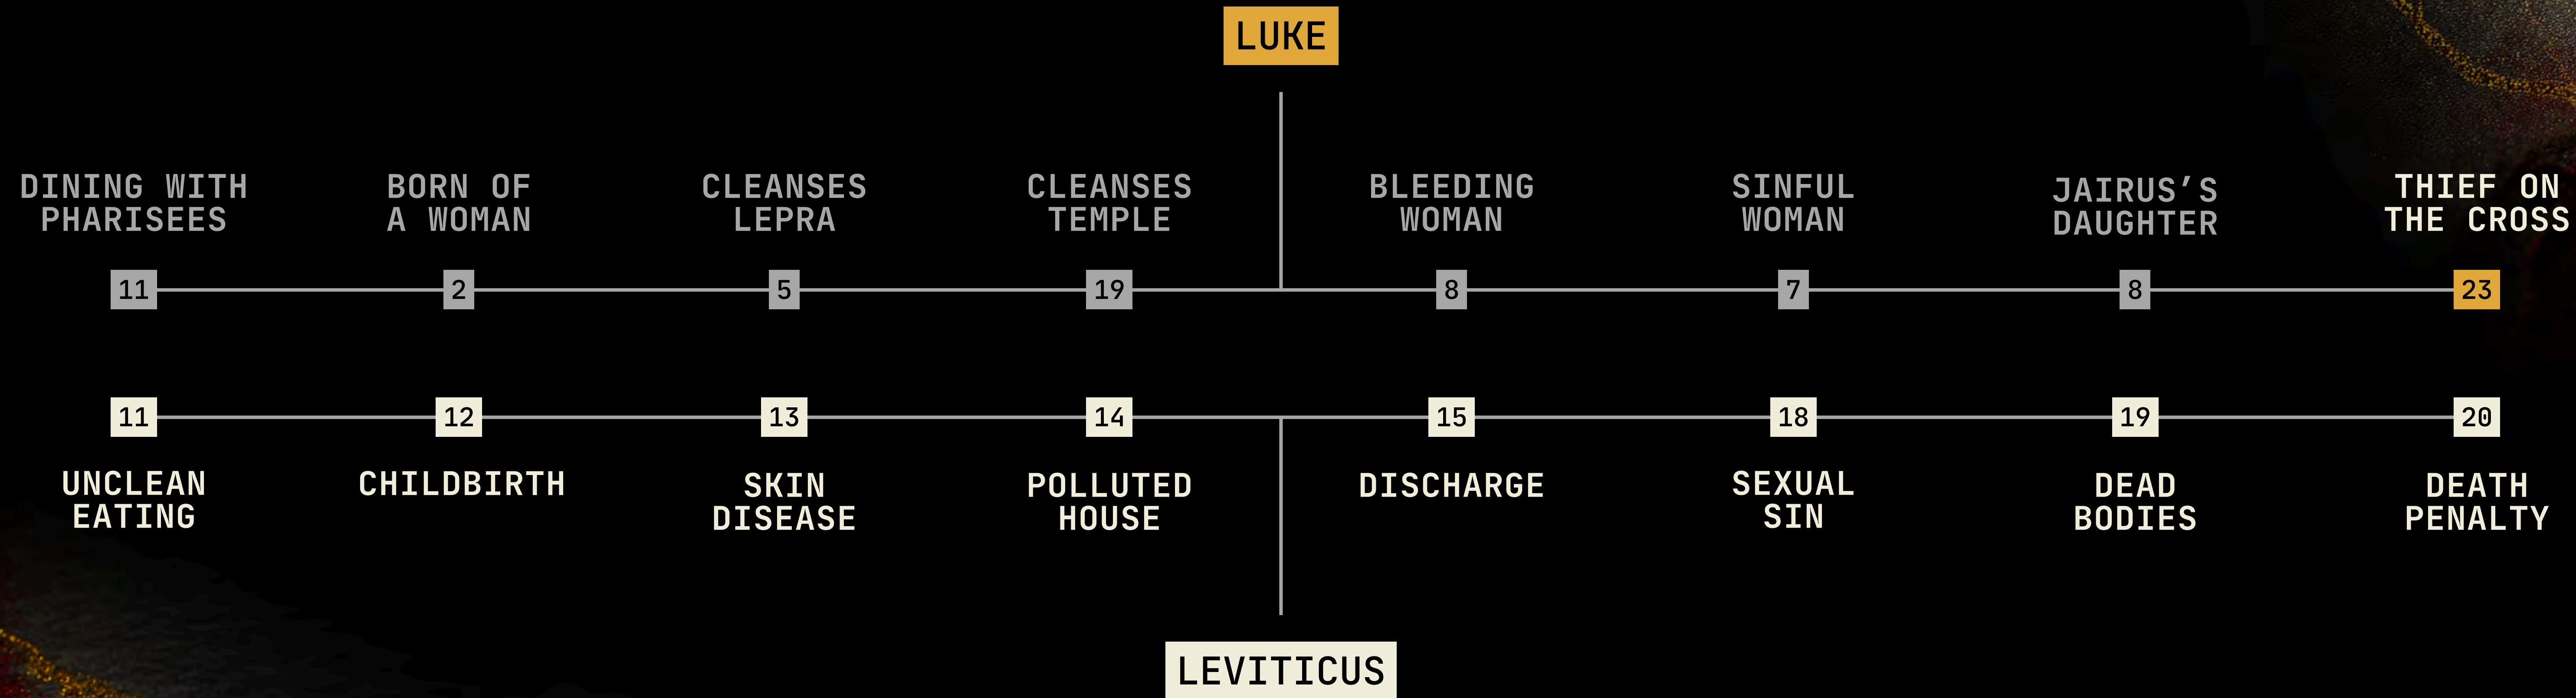 LUKE
DINING WITH
PHARISEES
BORN OF
A WOMAN
CLEANSES
LEPRA
CLEANSES
TEMPLE
BLEEDING
WOMAN
SINFUL
WOMAN
JAIRUS’S
DAUGHTER
THIEF ON
THE CROSS
11 2 5 19 8 7 8 23
11 12 13 14 15 18 19 20
UNCLEAN
EATING
CHILDBIRTH
SKIN
DISEASE
POLLUTED
HOUSE
DISCHARGE
SEXUAL
SIN
DEAD
BODIES
DEATH
PENALTY
LEVITICUS